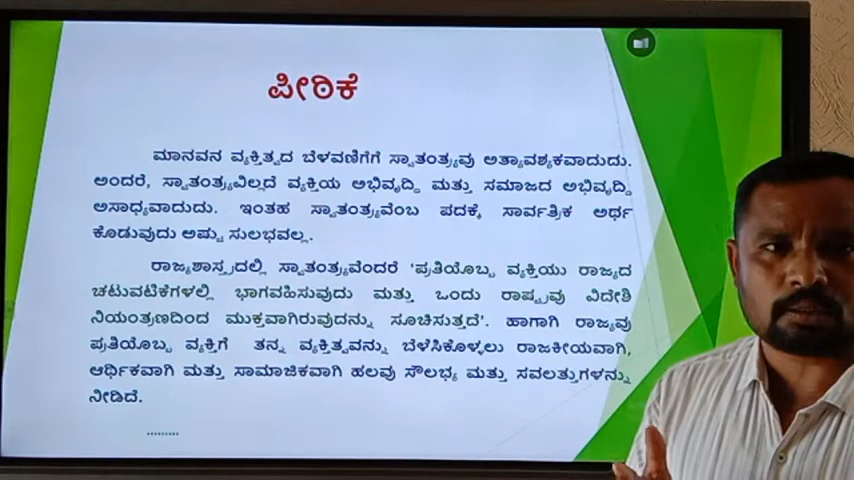 ಪೀಠಿಕೆ
ಮಾನವನ ವ್ಯಕ್ತಿತ್ವದ ಬೆಳವಣಿಗೆಗೆ ಸ್ವಾತಂತ್ರ್ಯವು ಅತ್ಯಾವಶ್ಯಕವಾದುದು.
ಅಂದರೆ, ಸ್ವಾತಂತ್ರ್ಯವಿಲ್ಲದೆ ವ್ಯಕ್ತಿಯ ಅಭಿವೃದ್ಧಿ ಮತ್ತು ಸಮಾಜದ ಅಭಿವೃದ್ಧಿ
ಅಸಾಧ್ಯವಾದುದು. ಇಂತಹ ಸ್ವಾತಂತ್ರ್ಯವೆಂಬ ಪದಕ್ಕೆ ಸಾರ್ವತ್ರಿಕ ಅರ್ಥ
ಕೊಡುವುದು ಅಷ್ಟು ಸುಲಭವಲ್ಲ.
ರಾಜ್ಯಶಾಸ್ತ್ರದಲ್ಲಿ ಸ್ವಾತಂತ್ರ್ಯವೆಂದರೆ ‘ಪ್ರತಿಯೊಬ್ಬ ವ್ಯಕ್ತಿಯು ರಾಜ್ಯದ
ಚಟುವಟಿಕೆಗಳಲ್ಲಿ ಭಾಗವಹಿಸುವುದು ಮತ್ತು ಒಂದು ರಾಷ್ಟ್ರವು ವಿದೇಶಿ
ನಿಯಂತ್ರಣದಿಂದ ಮುಕ್ತವಾಗಿರುವುದನ್ನು ಸೂಚಿಸುತ್ತದೆ’. ಹಾಗಾಗಿ ರಾಜ್ಯವು
ಪ್ರತಿಯೊಬ್ಬ ವ್ಯಕ್ತಿಗೆ ತನ್ನ ವ್ಯಕ್ತಿತ್ವವನ್ನು ಬೆಳೆಸಿಕೊಳ್ಳಲು ರಾಜಕೀಯವಾಗಿ,
ಆರ್ಥಿಕವಾಗಿ ಮತ್ತು ಸಾಮಾಜಿಕವಾಗಿ ಹಲವು ಸೌಲಭ್ಯ ಮತ್ತು ಸವಲತ್ತುಗಳನ್ನು
ನೀಡಿದೆ.
.........